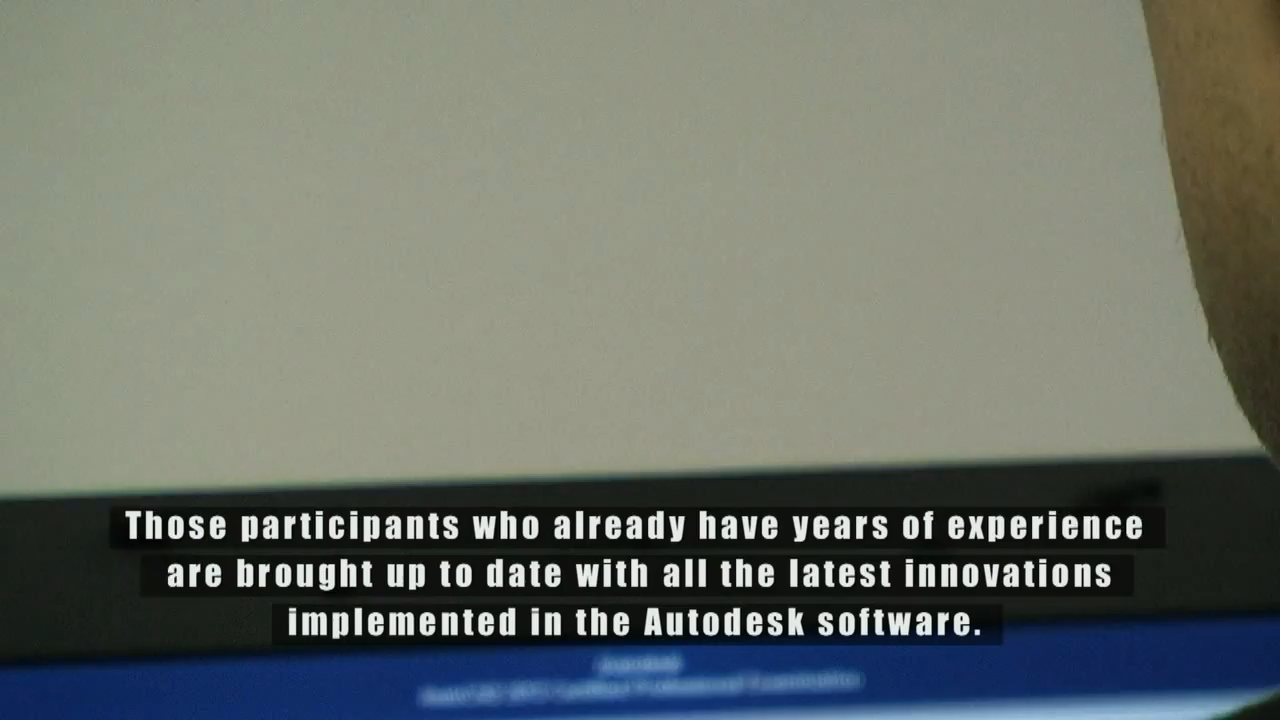 Those participants who already have years of experience
are brought up to date with all the latest innovations
implemented in the Autodesk software.